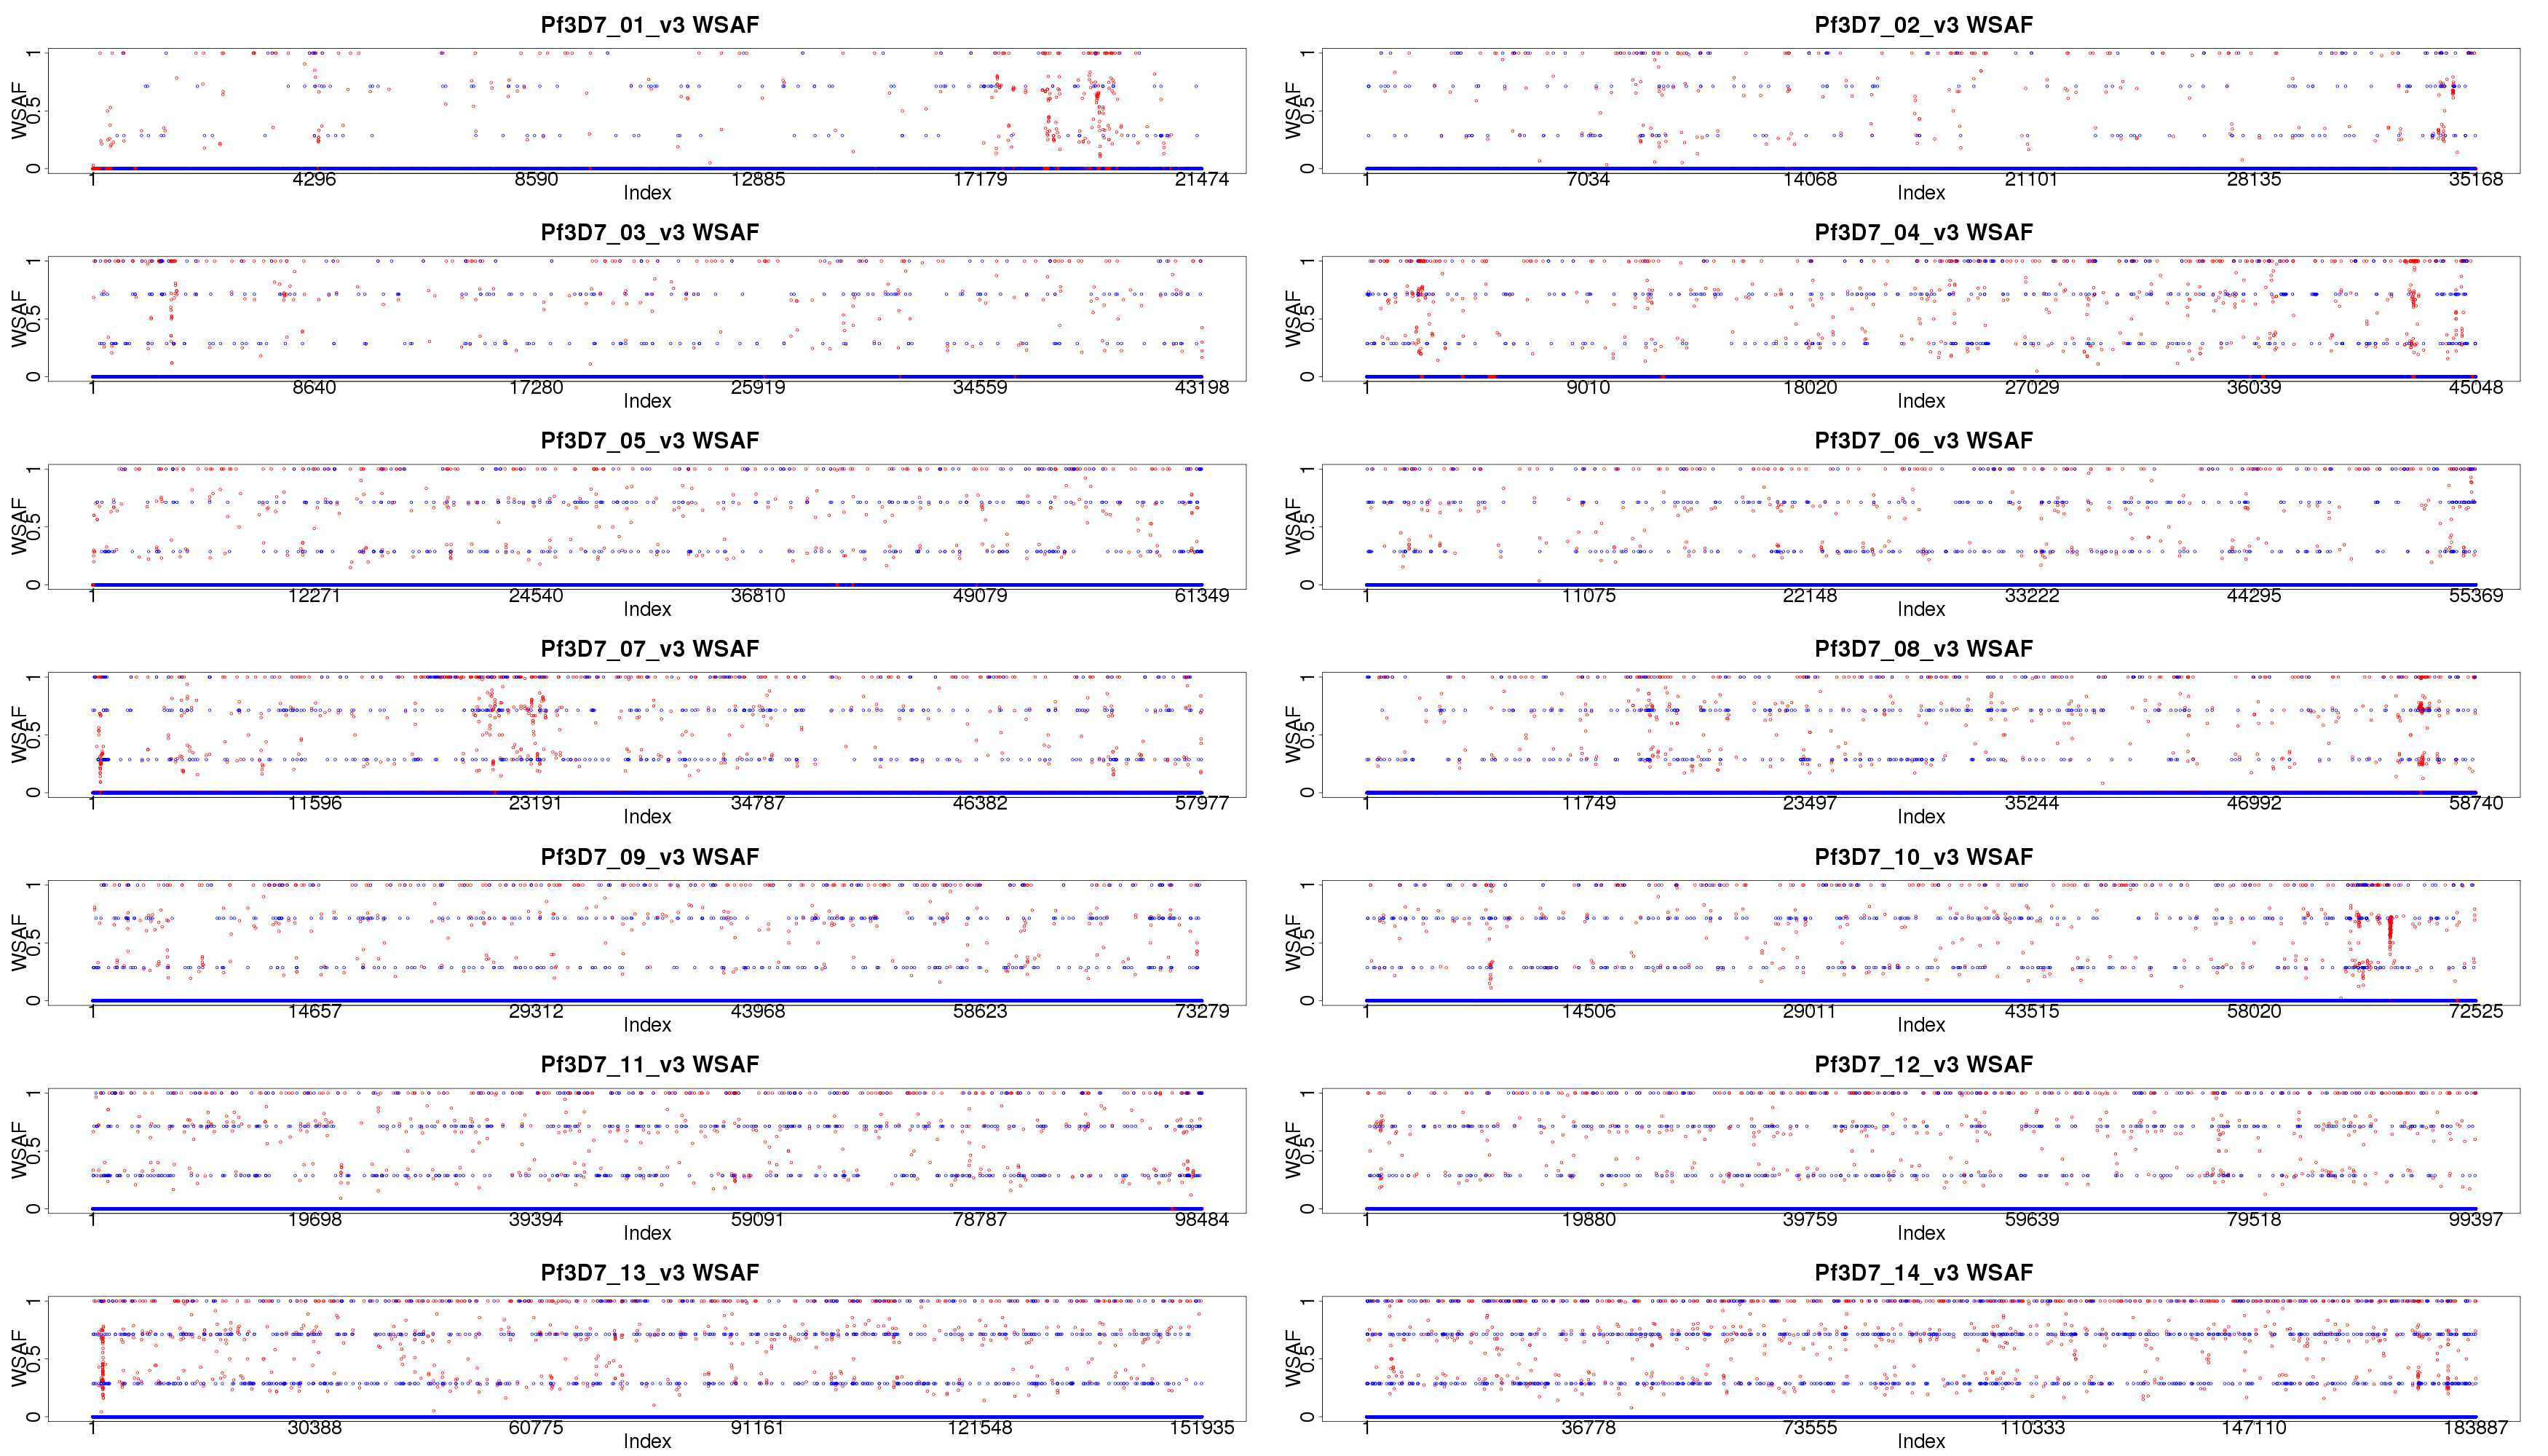 Pf3D7_01_v3 WSAF
WSAF
0 0.5 1
1 4296 8590 12885 17179 21474
Index
Pf3D7_02_v3 WSAF
WSAF
0 0.5 1
1 7034 14068 21101 28135 35168
Index
Pf3D7_03_v3 WSAF
WSAF
0 0.5 1
1 8640 17280 25919 34559 43198
Index
Pf3D7_04_v3 WSAF
WSAF
0 0.5 1
1 9010 18020 27029 36039 45048
Index
Pf3D7_05_v3 WSAF
WSAF
0 0.5 1
1 12271 24540 36810 49079 61349
Index
Pf3D7_06_v3 WSAF
WSAF
0 0.5 1
1 11075 22148 33222 44295 55369
Index
Pf3D7_07_v3 WSAF
WSAF
0 0.5 1
1 11596 23191 34787 46382 57977
Index
Pf3D7_08_v3 WSAF
WSAF
0 0.5 1
1 11749 23497 35244 46992 58740
Index
Pf3D7_09_v3 WSAF
WSAF
0 0.5 1
1 14657 29312 43968 58623 73279
Index
Pf3D7_10_v3 WSAF
WSAF
0 0.5 1
1 14506 29011 43515 58020 72525
Index
Pf3D7_11_v3 WSAF
WSAF
0 0.5 1
1 19698 39394 59091 78787 98484
Index
Pf3D7_12_v3 WSAF
WSAF
0 0.5 1
1 19880 39759 59639 79518 99397
Index
Pf3D7_13_v3 WSAF
WSAF
0 0.5 1
1 30388 60775 91161 121548 151935
Index
Pf3D7_14_v3 WSAF
WSAF
0 0.5 1
1 36778 73555 110333 147110 183887
Index